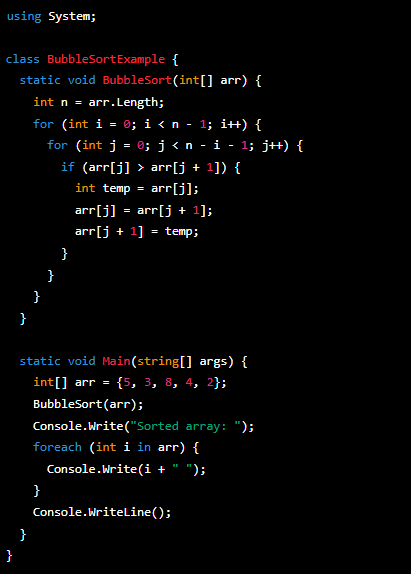 using System;

class BubbleSortExample {
  static void BubbleSort(int[] arr) {
    int n = arr.Length;
    for (int i = 0; i < n - 1; i++) {
      for (int j = 0; j < n - i - 1; j++) {
        if (arr[j] > arr[j + 1]) {
          int temp = arr[j];
          arr[j] = arr[j + 1];
          arr[j + 1] = temp;
        }
      }
    }
  }

  static void Main(string[] args) {
    int[] arr = {5, 3, 8, 4, 2};
    BubbleSort(arr);
    Console.Write("Sorted array: ");
    foreach (int i in arr) {
      Console.Write(i + " ");
    }
    Console.WriteLine();
  }
}